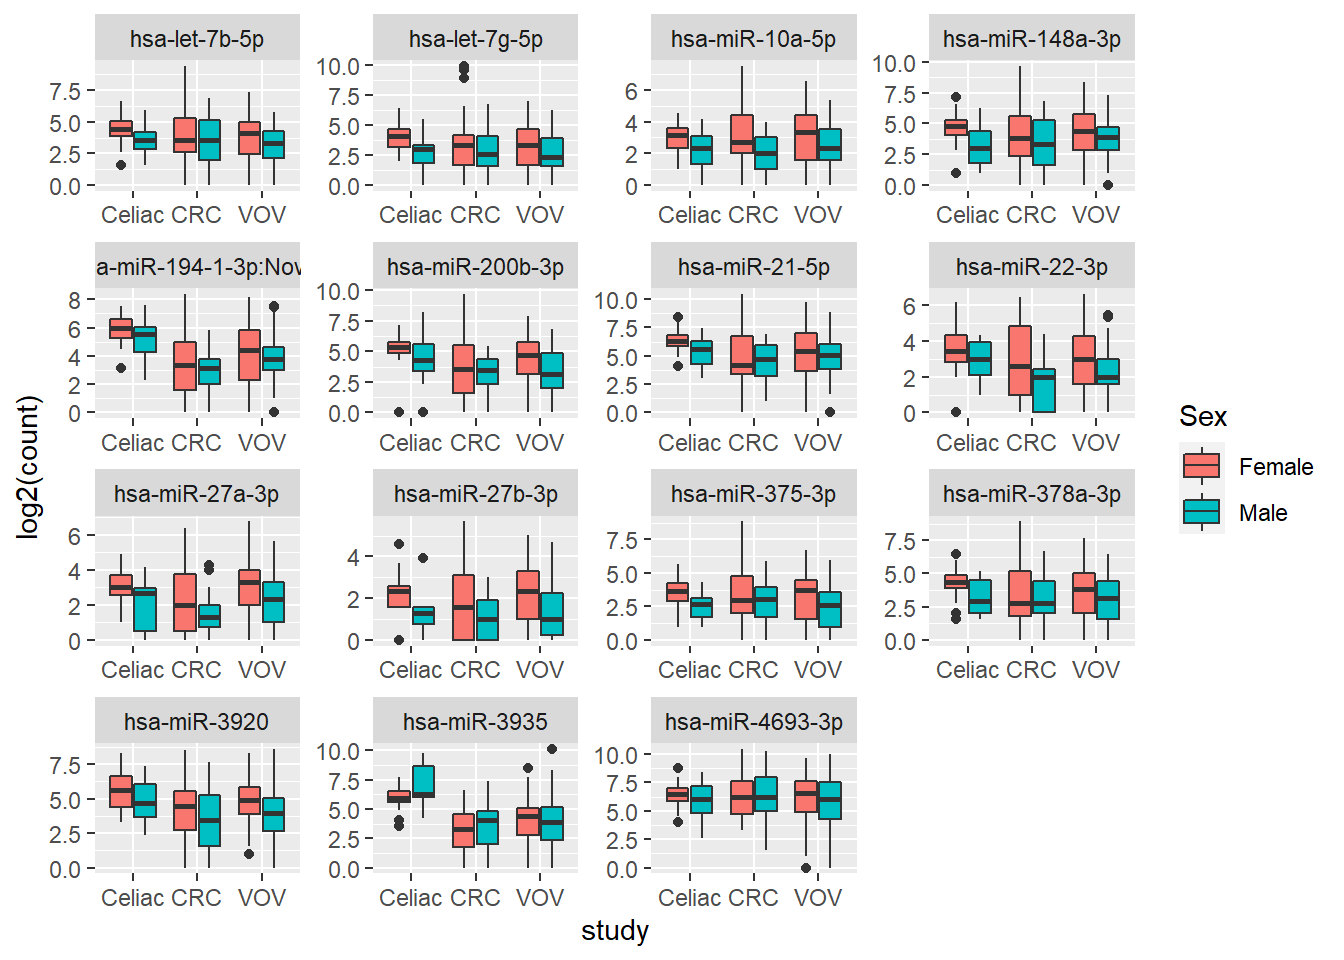 hsa-let-7b-5p hsa-let-7g-5p hsa-miR-10a-5p hsa-miR-148a-3p
7.5 5.0 2.5 0.0
10.0 7.5 5.0 2.5 0.0
6 4 2 0
10.0 7.5 5.0 2.5 0.0
Celiac CRC VOV Celiac CRC VOV Celiac CRC VOV Celiac CRC VOV
a-miR-194-1-3p:Nov hsa-miR-200b-3p hsa-miR-21-5p hsa-miR-22-3p
8 6 4 2 0
10.0 7.5 5.0 2.5 0.0
10.0 7.5 5.0 2.5 0.0
6 4 2 0
Celiac CRC VOV Celiac CRC VOV Celiac CRC VOV Celiac CRC VOV
hsa-miR-27a-3p hsa-miR-27b-3p hsa-miR-375-3p hsa-miR-378a-3p
6 4 2 0
4 2 0
7.5 5.0 2.5 0.0
7.5 5.0 2.5 0.0
Celiac CRC VOV Celiac CRC VOV Celiac CRC VOV Celiac CRC VOV
hsa-miR-3920 hsa-miR-3935 hsa-miR-4693-3p
7.5 5.0 2.5 0.0
10.0 7.5 5.0 2.5 0.0
10.0 7.5 5.0 2.5 0.0
Celiac CRC VOV Celiac CRC VOV Celiac CRC VOV
study
log2(count)
Sex
Female
Male